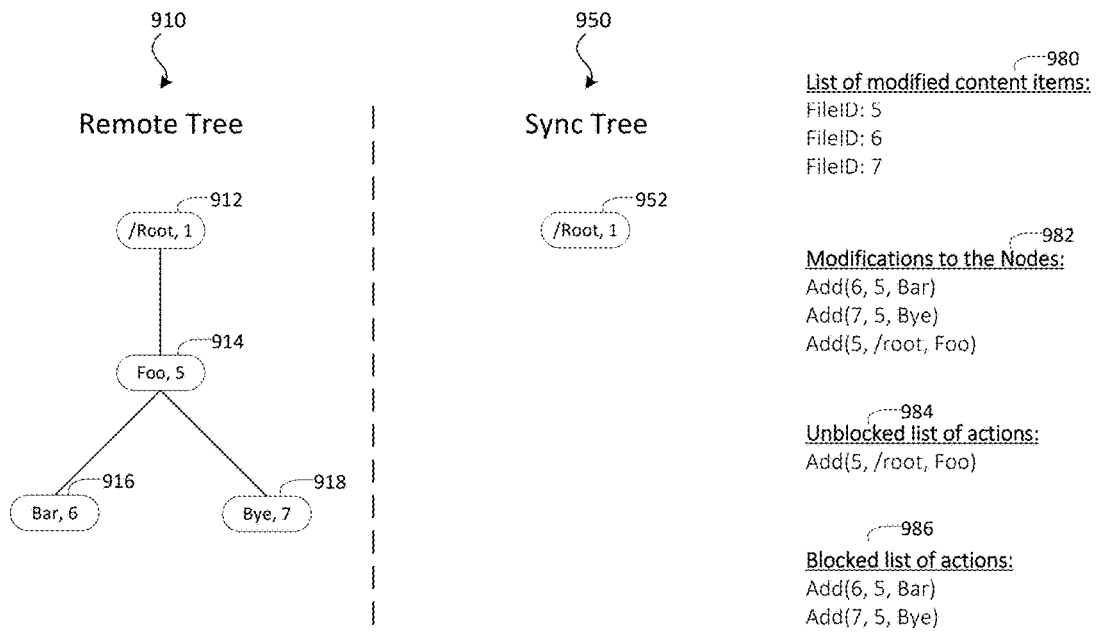 910
Remote Tree
912
/Root, 1
914
Foo, 5
916
Bar, 6
918
Bye, 7
950
Sync Tree
952
/Root, 1
980
List of modified content items:
FileID: 5
FileID: 6
FileID: 7
982
Modifications to the Nodes:
Add(6, 5, Bar)
Add(7, 5, Bye)
Add(5, /root, Foo)
984
Unblocked list of actions:
Add(5, /root, Foo)
986
Blocked list of actions:
Add(6, 5, Bar)
Add(7, 5, Bye)